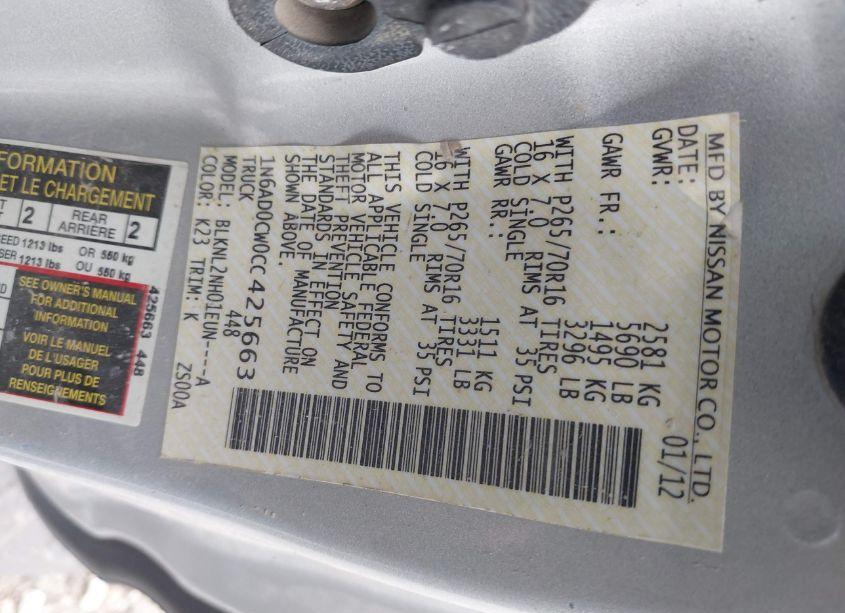 MFD BY NISSAN MOTOR CO., LTD.
DATE: 01/12
GVWR: 2581 KG
5690 LB
GAWR FR.: 1495 KG
3296 LB
WITH P265/70R16 TIRES
16 X 7.0 RIMS AT 35 PSI
COLD SINGLE
GAWR RR.: 1511 KG
3331 LB
WITH P265/70R16 TIRES
16 X 7.0 RIMS AT 35 PSI
COLD SINGLE
THIS VEHICLE CONFORMS TO
ALL APPLICABLE FEDERAL
MOTOR VEHICLE SAFETY AND
THEFT PREVENTION
STANDARDS IN EFFECT ON
THE DATE OF MANUFACTURE
SHOWN ABOVE.
1N6AD0CW0CC425663
TRUCK 448
MODEL: BLKNL2NH01EUN----A
COLOR: K23 TRIM: K ZS00A
FORMATION
ET LE CHARGEMENT
2 REAR ARRIÈRE 2
EED 1213 lbs OR 550 kg
SER 1213 lbs OU 550 kg
SEE OWNER'S MANUAL
FOR ADDITIONAL
INFORMATION
VOIR LE MANUEL
DE L'USAGER
POUR PLUS DE
RENSEIGNEMENTS
425663 448